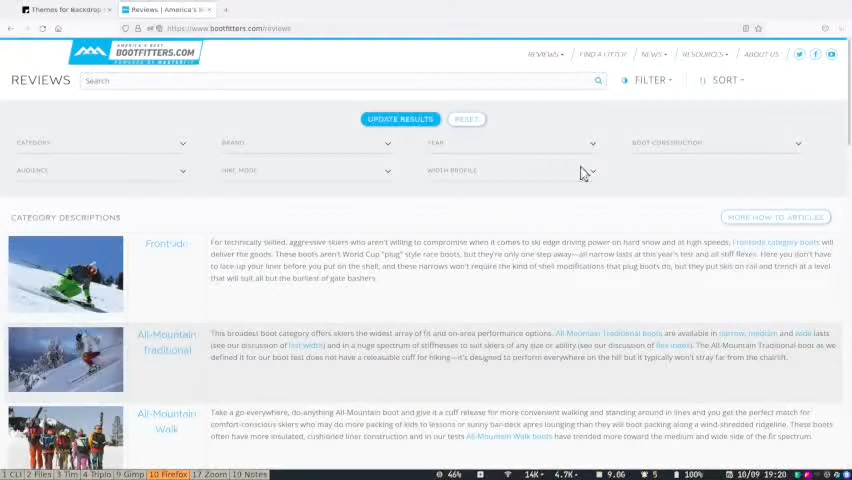 Themes for Backdrop
Reviews | America's
https://www.bootfitters.com/reviews
AMERICA'S BEST
BOOTFITTERS.COM
POWERED BY MASTERFIT
REVIEWS
FIND A FITTER
NEWS
RESOURCES
ABOUT US
REVIEWS
Search
FILTER
SORT
UPDATE RESULTS
RESET
CATEGORY
BRAND
YEAR
BOOT CONSTRUCTION
AUDIENCE
HIKE MODE
WIDTH PROFILE
CATEGORY DESCRIPTIONS
MORE HOW TO ARTICLES
Frontside
For technically skilled, aggressive skiers who aren't willing to compromise when it comes to ski edge driving power on hard snow and at high speeds, Frontside category boots will
deliver the goods. These boots aren't World Cup "plug" style race boots, but they're only one step away—all narrow lasts at this year's test and all stiff flexes. Here you don't have
to lace-up your liner before you put on the shell, and these narrows won't require the kind of shell modifications that plug boots do, but they put skis on rail and trench at a level
that will suit all but the burliest of gate bashers.
All-Mountain
Traditional
This broadest boot category offers skiers the widest array of fit and on-area performance options. All-Mountain Traditional boots are available in narrow, medium and wide lasts
(see our discussion of last width) and in a huge spectrum of stiffnesses to suit skiers of any size or ability (see our discussion of flex index). The All-Mountain Traditional boot as we
defined it for our boot test does not have a releasable cuff for hiking—it's designed to perform everywhere on the hill but it typically won't stray far from the chairlift.
All-Mountain
Walk
Take a go-everywhere, do-anything All-Mountain boot and give it a cuff release for more convenient walking and standing around in lines and you get the perfect match for
comfort-conscious skiers who may do more packing of kids to lessons or sunny bar-deck apres lounging than they will boot packing along a wind-shredded ridgeline. These boots
often have more insulated, cushioned liner construction and in our tests All-Mountain Walk boots have trended more toward the medium and wide side of the fit spectrum.
1 CLI 2 Files 3 Tim 4 Triplo 9 Gimp 10 Firefox 17 Zoom 19 Notes
46% 14K 4.7K 9.0G 5 100% 10/09 19:20